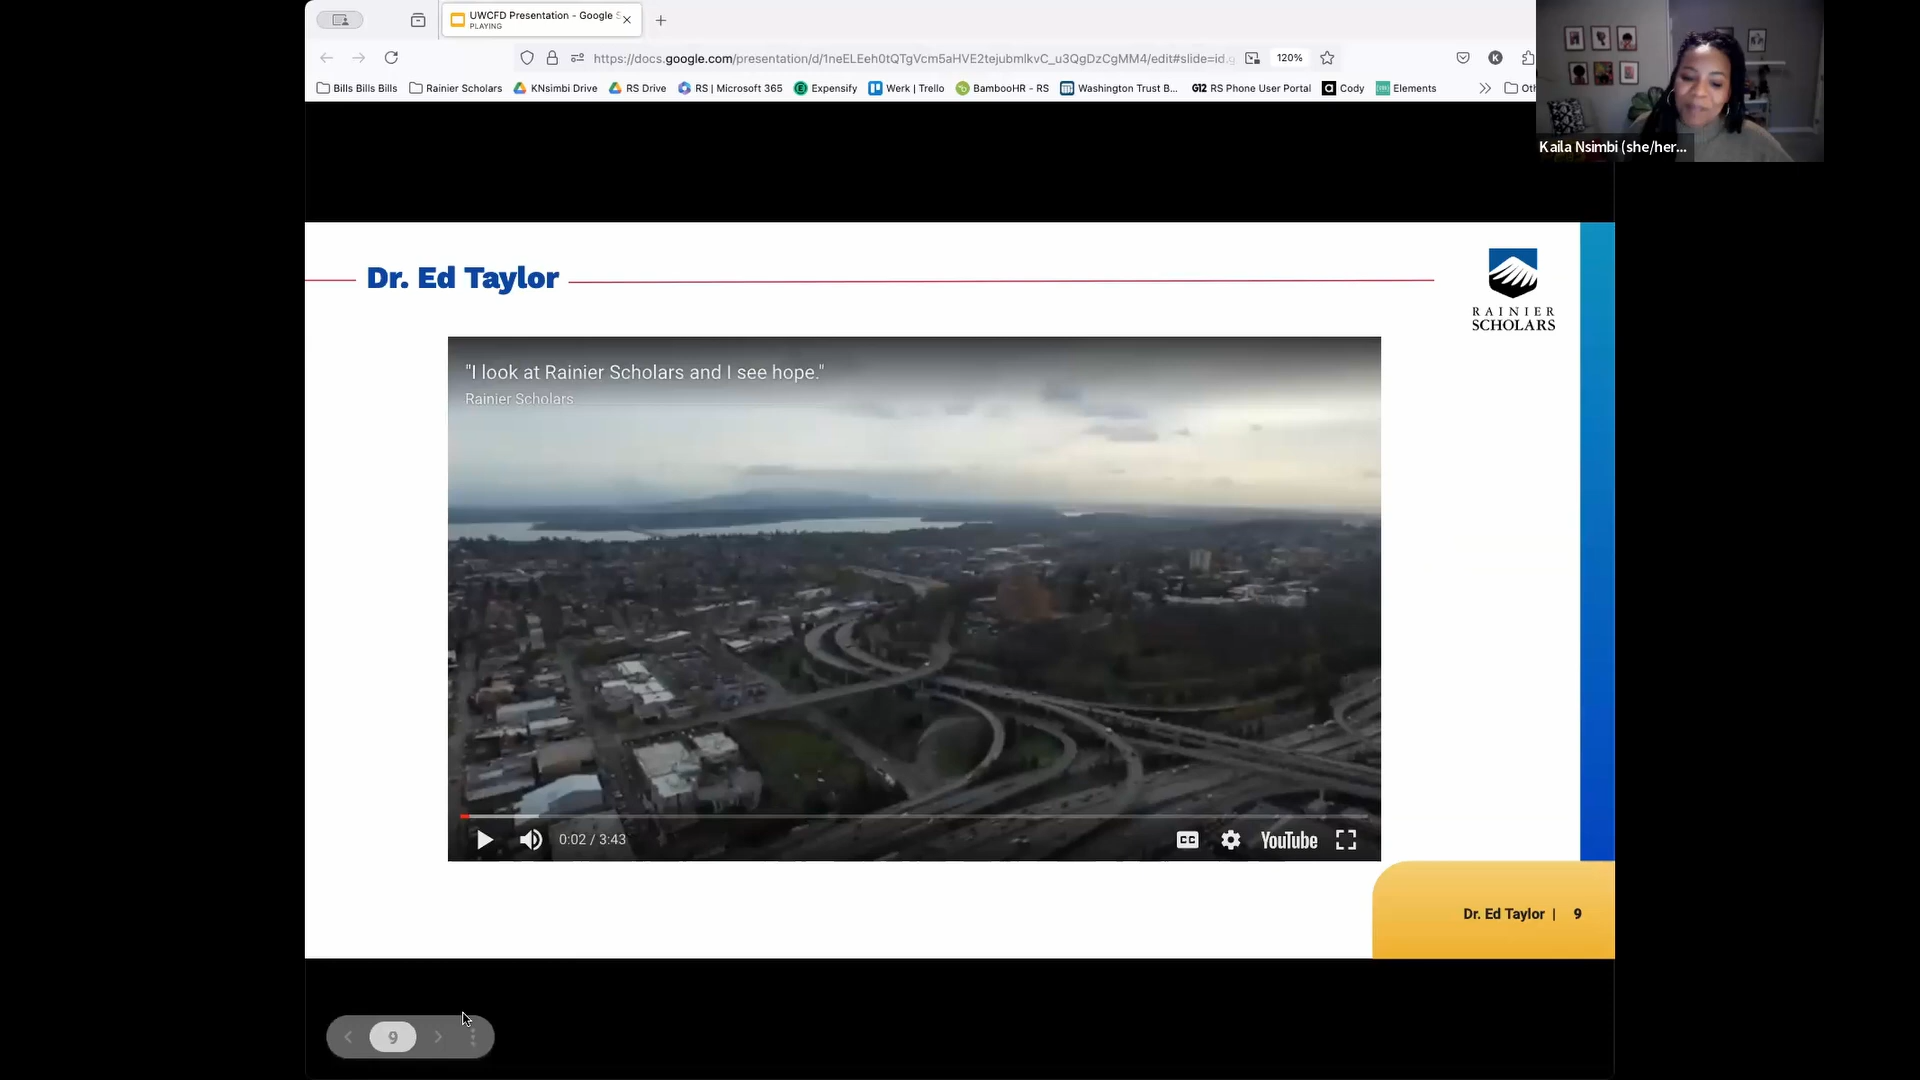 UWCFD Presentation - Google S
PLAYING
https://docs.google.com/presentation/d/1neELEeh0tQTgVcm5aHVE2tejubmlkvC_u3QgDzCgMM4/edit#slide=id.g
120%
K
Bills Bills Bills
Rainier Scholars
KNsimbi Drive
RS Drive
RS | Microsoft 365
Expensify
Werk | Trello
BambooHR - RS
Washington Trust B...
G12 RS Phone User Portal
Cody
Elements
Oth
Kaila Nsimbi (she/her...
Dr. Ed Taylor
RAINIER
SCHOLARS
"I look at Rainier Scholars and I see hope."
Rainier Scholars
0:02 / 3:43
CC
YouTube
Dr. Ed Taylor | 9
9